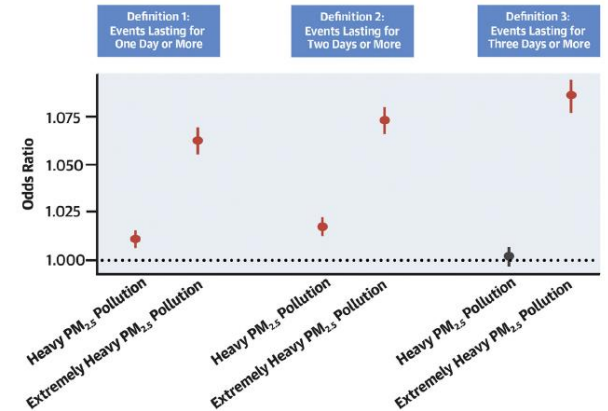 Definition 1:
Events Lasting for
One Day or More
Definition 2:
Events Lasting for
Two Days or More
Definition 3:
Events Lasting for
Three Days or More
Odds Ratio
1.075
1.050
1.025
1.000
Heavy PM2.5 Pollution
Extremely Heavy PM2.5 Pollution
Heavy PM2.5 Pollution
Extremely Heavy PM2.5 Pollution
Heavy PM2.5 Pollution
Extremely Heavy PM2.5 Pollution